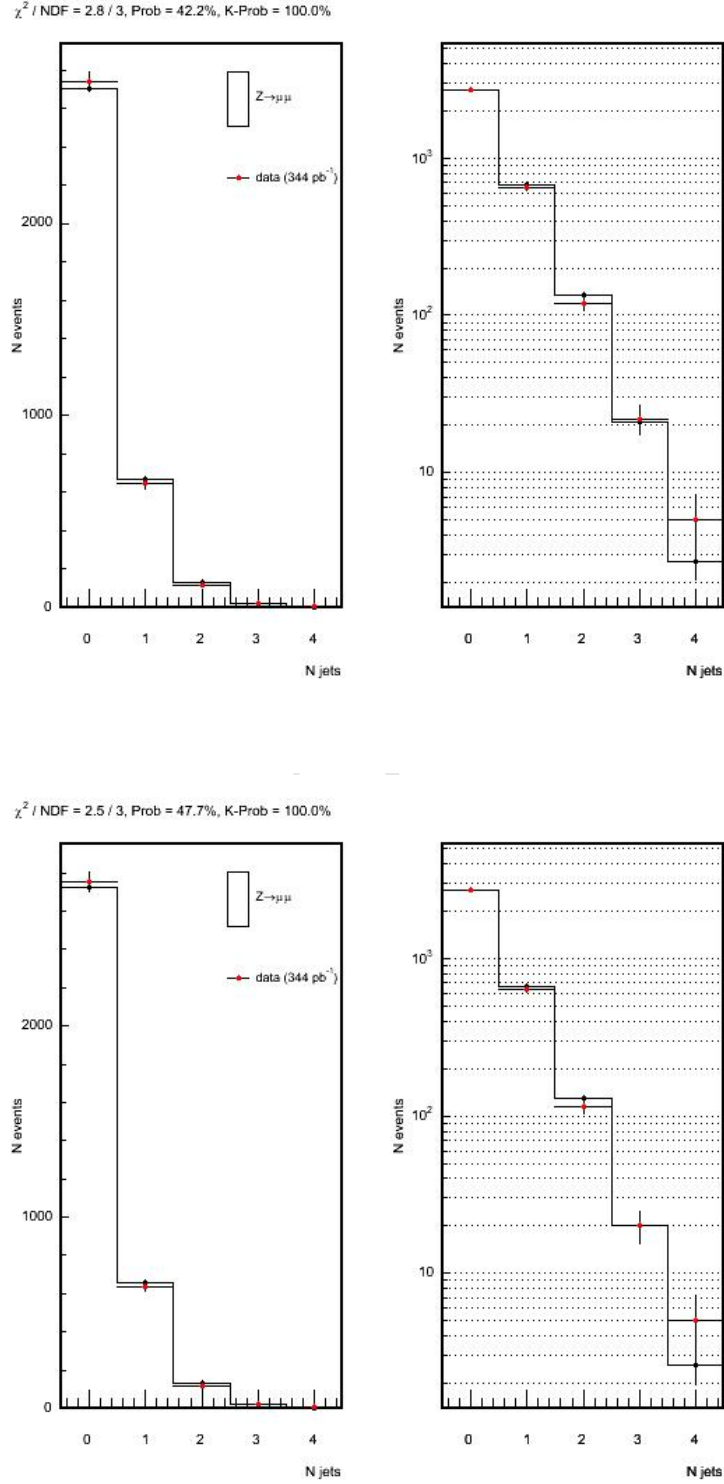 χ² / NDF = 2.8 / 3, Prob = 42.2%, K-Prob = 100.0%
N events
2000
1000
0
Z→μμ
data (344 pb⁻¹)
0 1 2 3 4
N jets
N events
10³
10²
10
0 1 2 3 4
N jets
χ² / NDF = 2.5 / 3, Prob = 47.7%, K-Prob = 100.0%
N events
2000
1000
0
Z→μμ
data (344 pb⁻¹)
0 1 2 3 4
N jets
N events
10³
10²
10
0 1 2 3 4
N jets